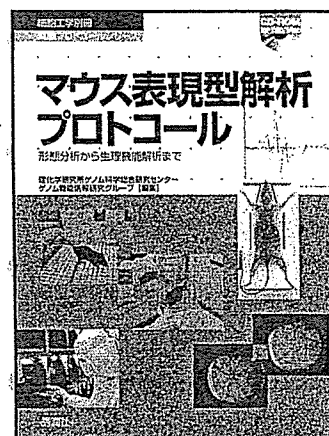 細胞工学別冊
マウス表現型解析
プロトコール
形態分析から生理機能解析まで
理化学研究所ゲノム科学総合研究センター
ゲノム機能情報研究グループ【編集】
秀潤社